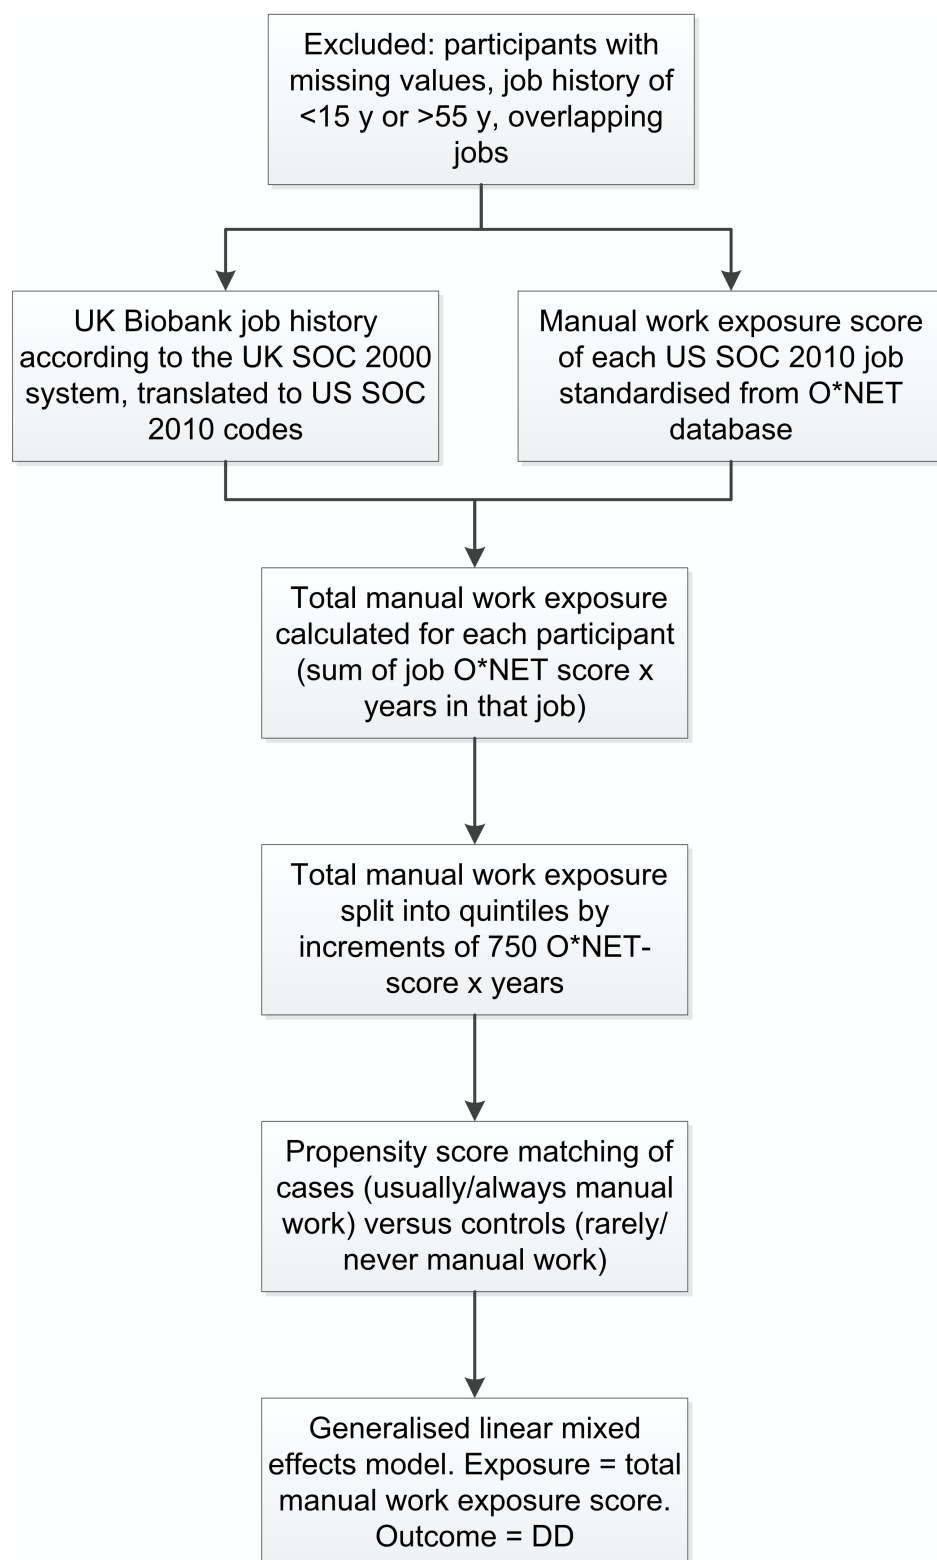 Excluded: participants with
missing values, job history of
<15 y or >55 y, overlapping
jobs
UK Biobank job history
according to the UK SOC 2000
system, translated to US SOC
2010 codes
Manual work exposure score
of each US SOC 2010 job
standardised from O*NET
database
Total manual work exposure
calculated for each participant
(sum of job O*NET score x
years in that job)
Total manual work exposure
split into quintiles by
increments of 750 O*NET-
score x years
Propensity score matching of
cases (usually/always manual
work) versus controls (rarely/
never manual work)
Generalised linear mixed
effects model. Exposure = total
manual work exposure score.
Outcome = DD